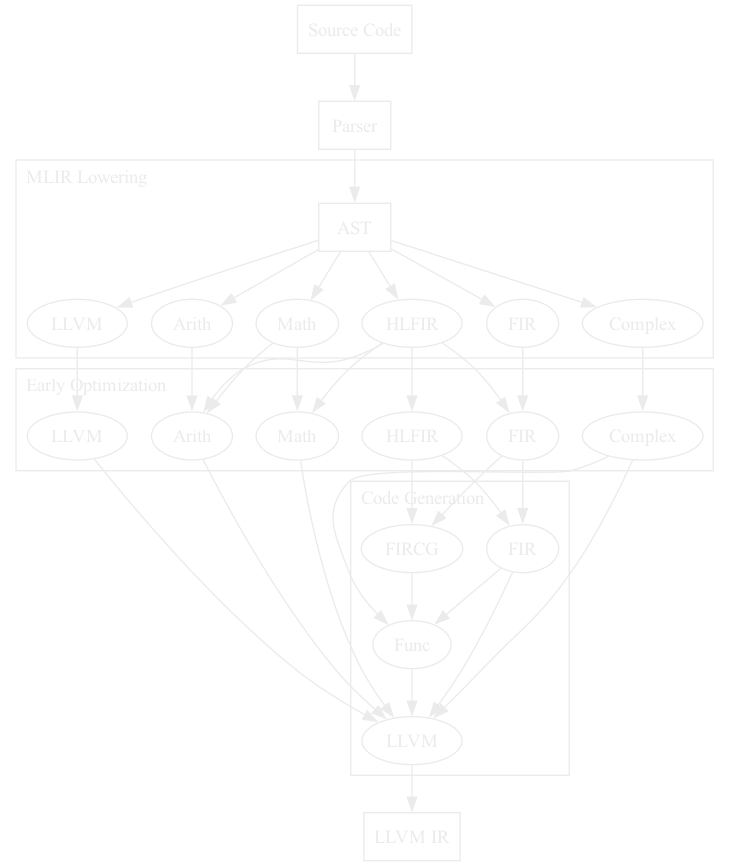 Source Code
Parser
MLIR Lowering
AST
LLVM
Arith
Math
HLFIR
FIR
Complex
Early Optimization
LLVM
Arith
Math
HLFIR
FIR
Complex
Code Generation
FIRCG
FIR
Func
LLVM
LLVM IR